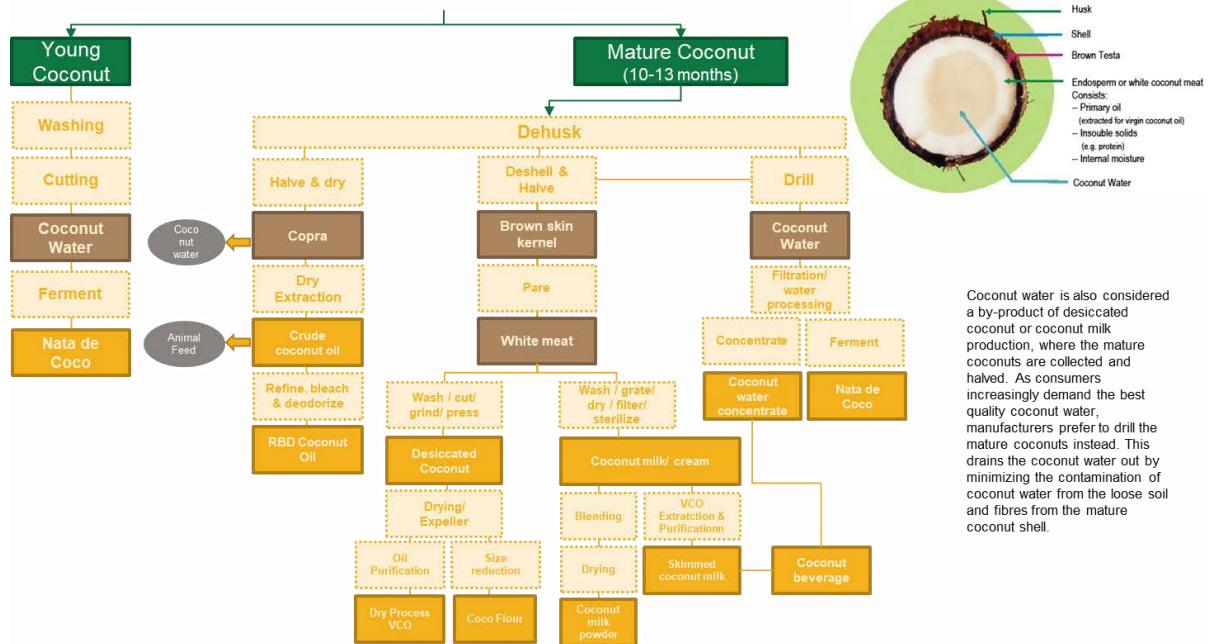 Young
Coconut
Washing
Cutting
Coconut
Water
Ferment
Nata de
Coco
Mature Coconut
(10-13 months)
Dehusk
Halve & dry
Copra
Coco
nut
water
Dry
Extraction
Crude
coconut oil
Animal
Feed
Refine, bleach
& deodorize
RBD Coconut
Oil
Deshell &
Halve
Brown skin
kernel
Pare
White meat
Wash / cut/
grind/ press
Desiccated
Coconut
Drying/
Expeller
Oil
Purification
Size
reduction
Dry Process
VCO
Coco Flour
Wash / grate/
dry / filter/
sterilize
Coconut milk/ cream
Blending
VCO
Extratction &
Purificationn
Drying
Skimmed
coconut milk
Coconut
milk
powder
Drill
Coconut
Water
Filtration/
water
processing
Concentrate
Ferment
Coconut
water
concentrate
Nata de
Coco
Coconut
beverage
Husk
Shell
Brown Testa
Endosperm or white coconut meat
Consists:
-- Primary oil
(extracted for virgin coconut oil)
-- Insouble solids
(e.g. protein)
-- Internal moisture
Coconut Water
Coconut water is also considered
a by-product of desiccated
coconut or coconut milk
production, where the mature
coconuts are collected and
halved. As consumers
increasingly demand the best
quality coconut water,
manufacturers prefer to drill the
mature coconuts instead. This
drains the coconut water out by
minimizing the contamination of
coconut water from the loose soil
and fibres from the mature
coconut shell.